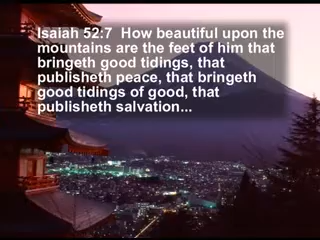 Isaiah 52:7  How beautiful upon the
mountains are the feet of him that
bringeth good tidings, that
publisheth peace, that bringeth
good tidings of good, that
publisheth salvation...